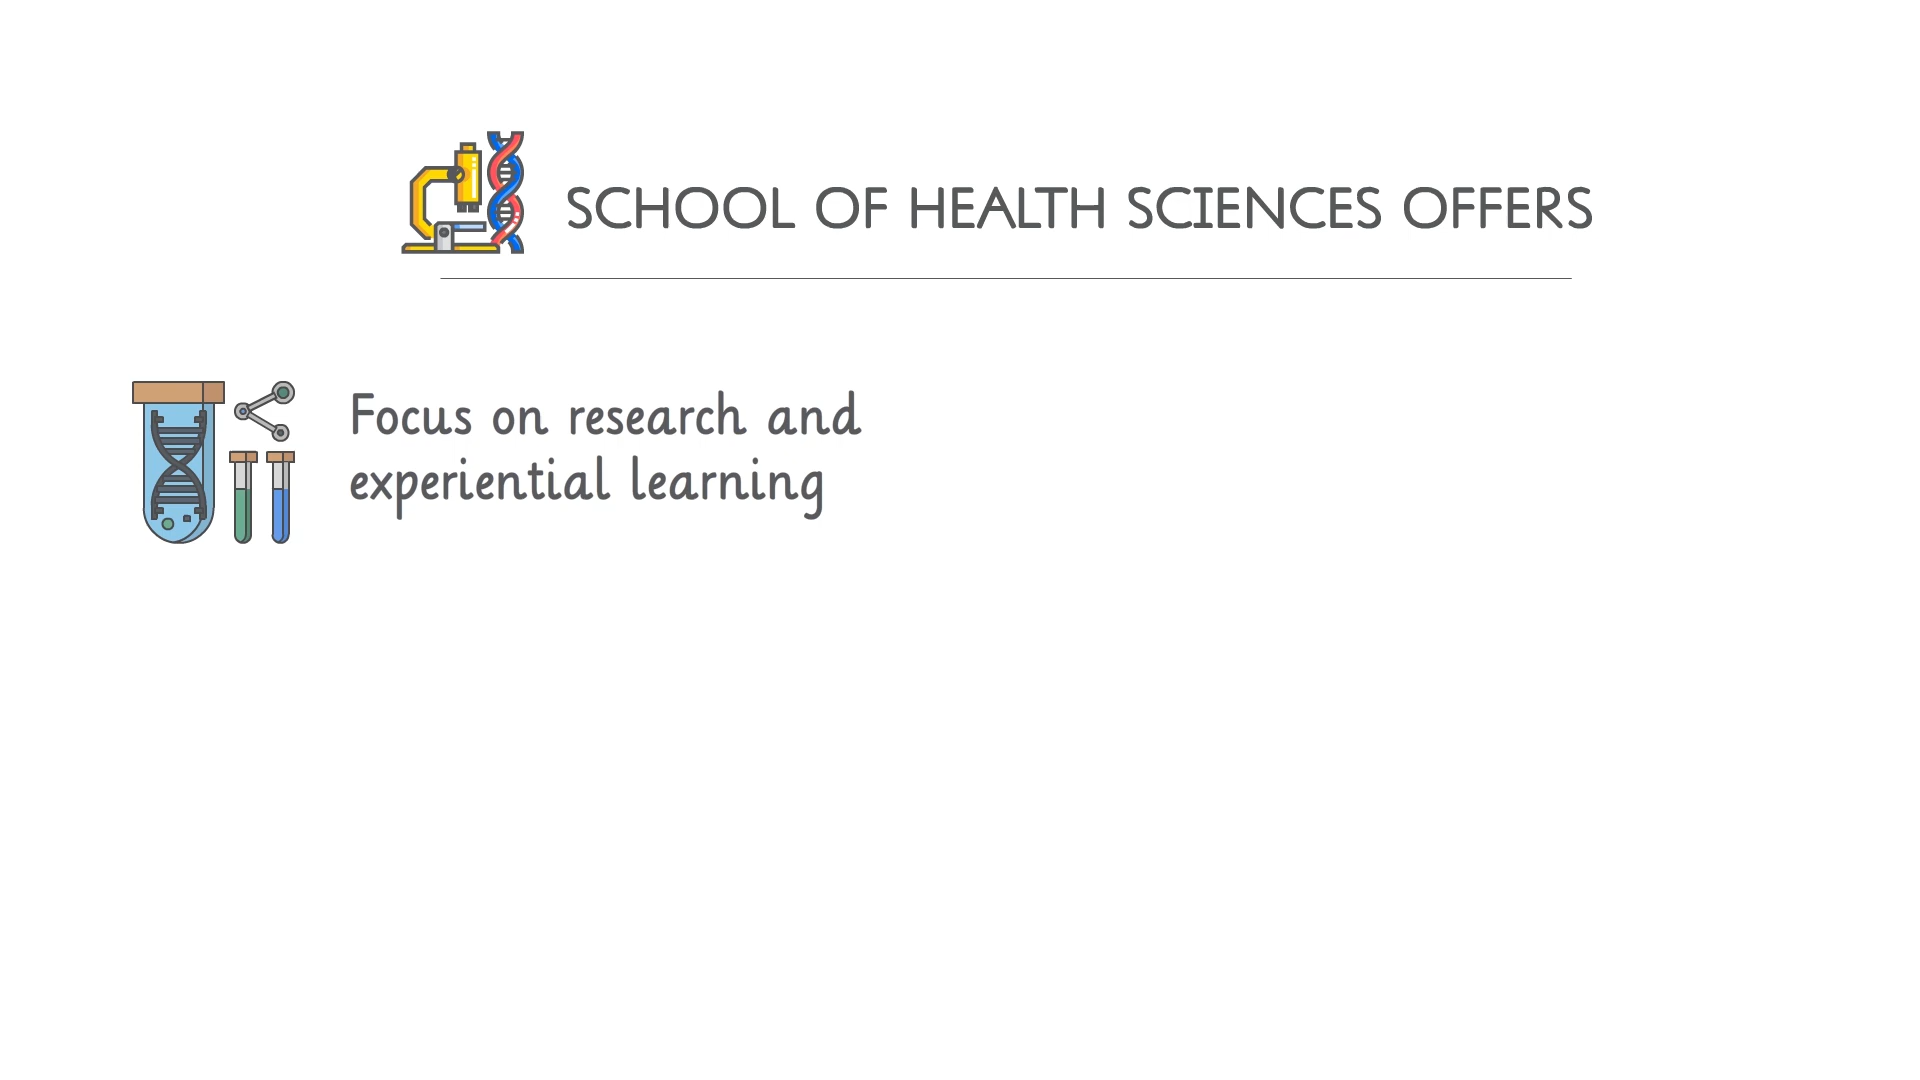 SCHOOL OF HEALTH SCIENCES OFFERS
Focus on research and
experiential learning